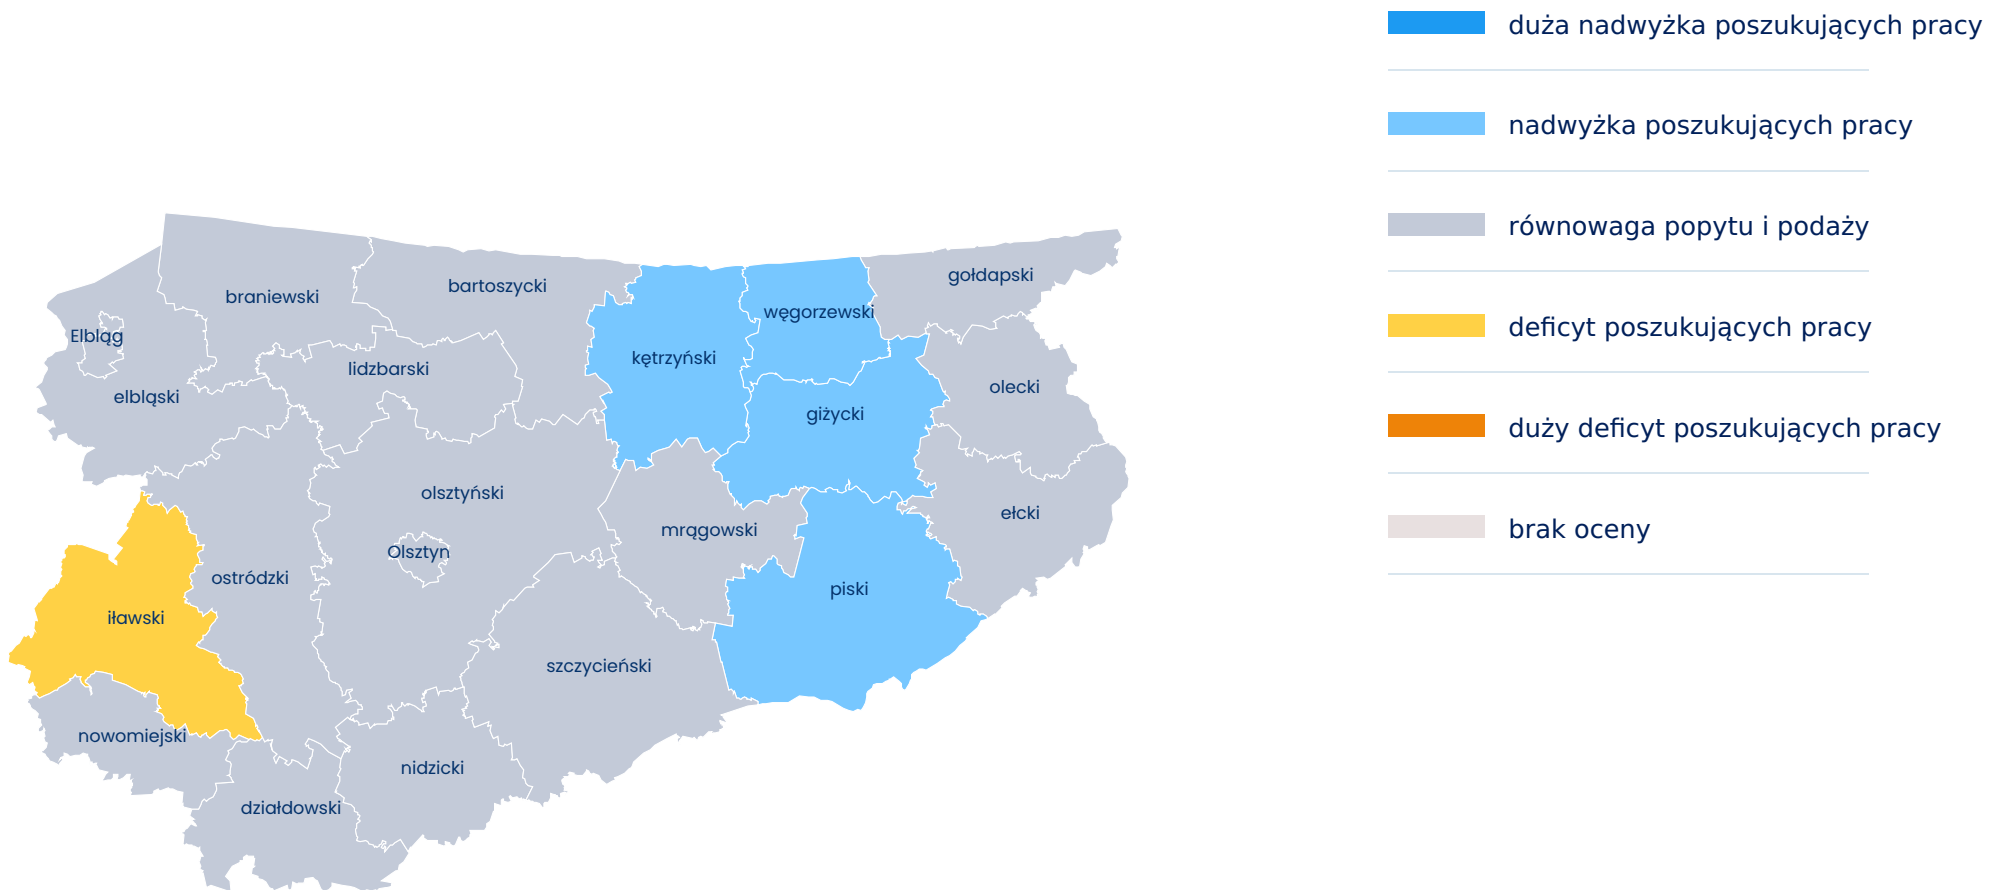 duża nadwyżka poszukujących pracy
nadwyżka poszukujących pracy
równowaga popytu i podaży
deficyt poszukujących pracy
duży deficyt poszukujących pracy
brak oceny
gołdapski
bartoszycki
braniewski
węgorzewski
Elbląg
kętrzyński
lidzbarski
olecki
elbląski
giżycki
olsztyński
ełcki
mrągowski
Olsztyn
ostródzki
piski
iławski
szczycieński
nowomiejski
nidzicki
działdowski